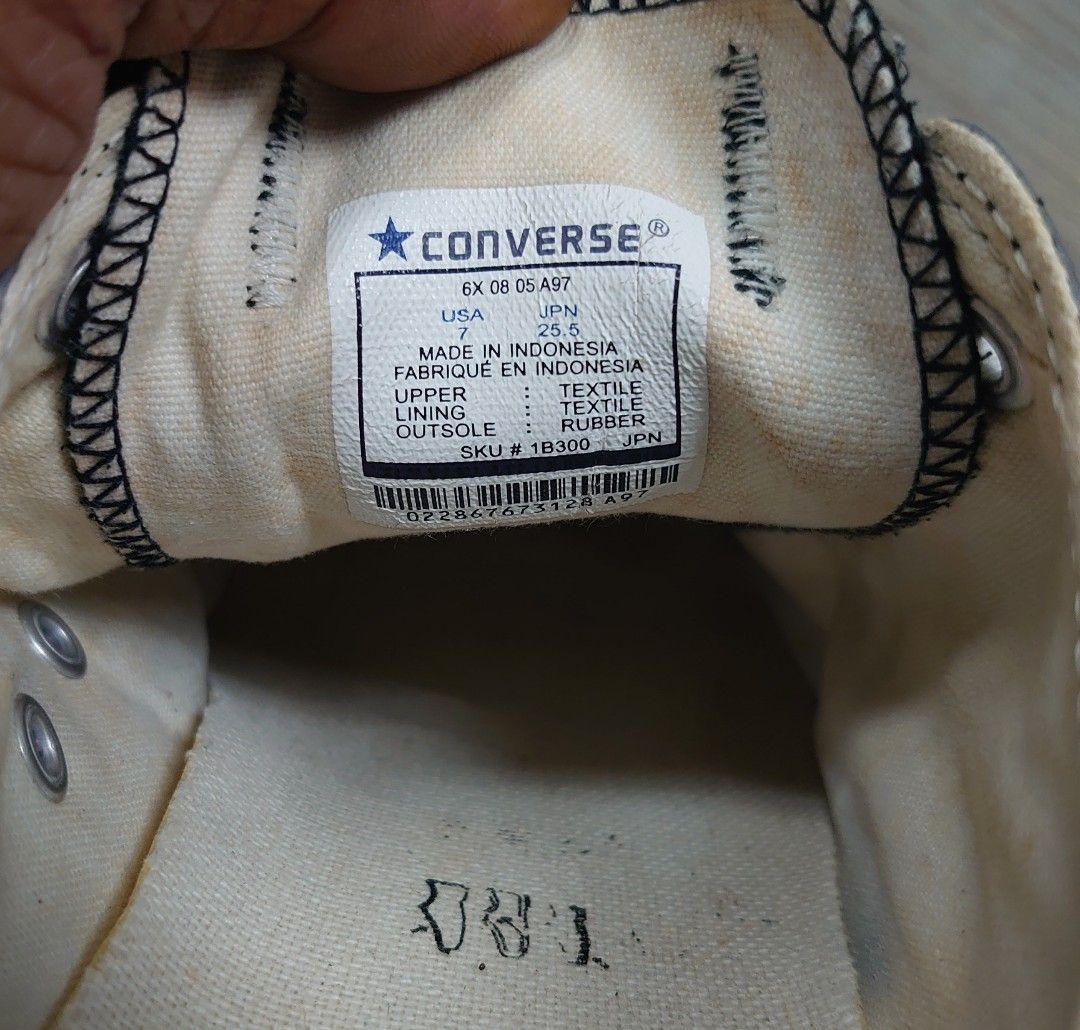 CONVERSE®
6X 08 05 A97
USA JPN
7 25.5
MADE IN INDONESIA
FABRIQUÉ EN INDONESIA
UPPER : TEXTILE
LINING : TEXTILE
OUTSOLE : RUBBER
SKU # 1B300 JPN
022867673128 A97